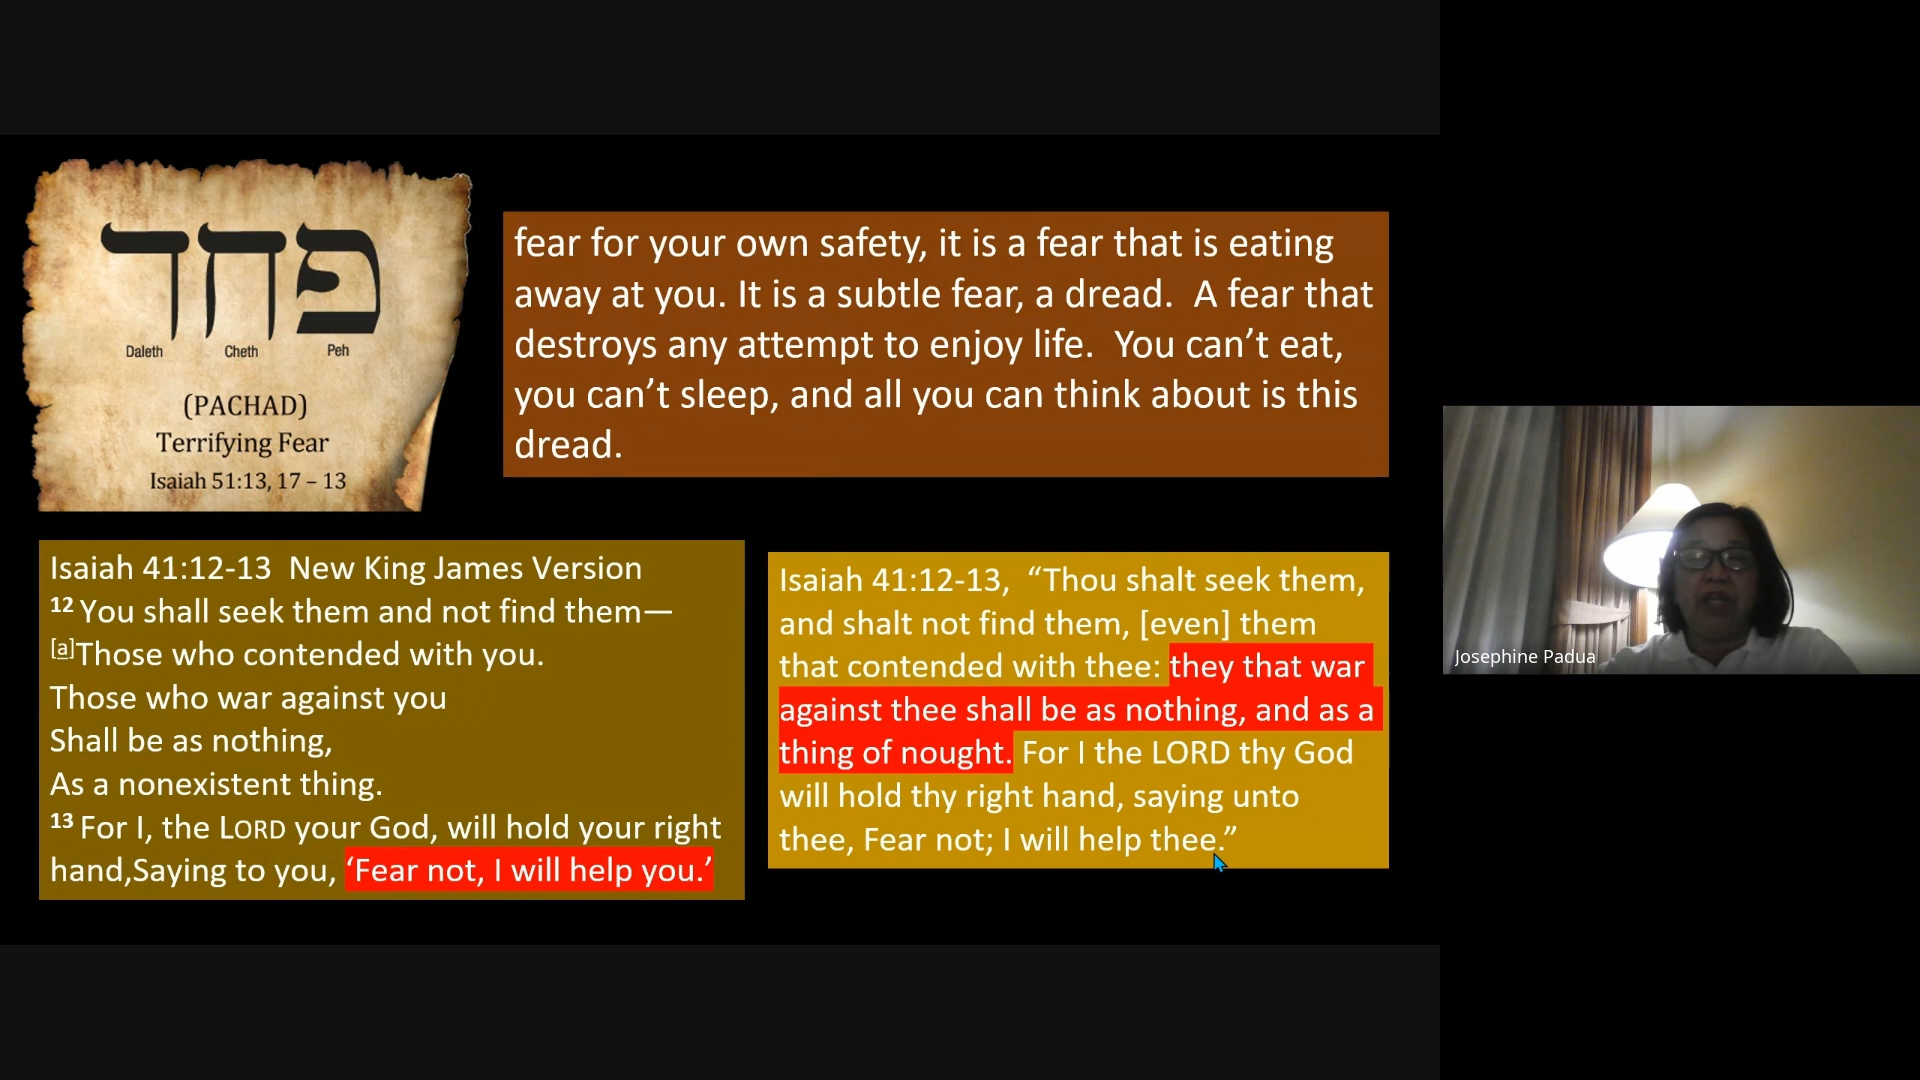 פחד
Daleth Cheth Peh
(PACHAD)
Terrifying Fear
Isaiah 51:13, 17 – 13
fear for your own safety, it is a fear that is eating
away at you. It is a subtle fear, a dread.  A fear that
destroys any attempt to enjoy life.  You can’t eat,
you can’t sleep, and all you can think about is this
dread.
Isaiah 41:12-13  New King James Version
12 You shall seek them and not find them—
[a]Those who contended with you.
Those who war against you
Shall be as nothing,
As a nonexistent thing.
13 For I, the LORD your God, will hold your right
hand,Saying to you, ‘Fear not, I will help you.’
Isaiah 41:12-13,  “Thou shalt seek them,
and shalt not find them, [even] them
that contended with thee: they that war
against thee shall be as nothing, and as a
thing of nought. For I the LORD thy God
will hold thy right hand, saying unto
thee, Fear not; I will help thee.”
Josephine Padua